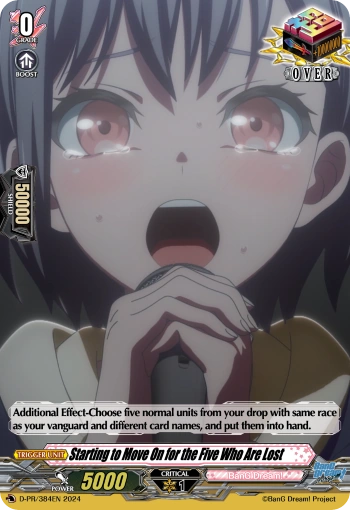 0
GRADE
BOOST
+100000000
OVER
50000
SHIELD
Additional Effect-Choose five normal units from your drop with same race
as your vanguard and different card names, and put them into hand.
TRIGGER UNIT
Starting to Move On for the Five Who Are Lost
POWER 5000
CRITICAL
1
BanG Dream!
D-PR/384EN 2024
©BanG Dream! Project